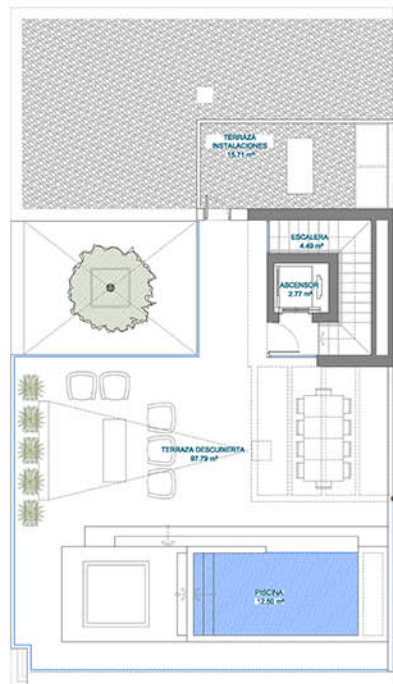 TERRAZA
INSTALACIONES
15.71 m²
ESCALERA
4.49 m²
ASCENSOR
2.77 m²
TERRAZA DESCUBIERTA
97.79 m²
PISCINA
12.50 m²